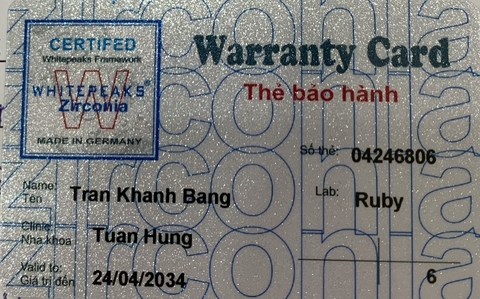 CERTIFED
Whitepeaks Framework
WHITEPEAKS®
Zirconia
MADE IN GERMANY
Warranty Card
Thẻ bảo hành
Số thẻ: 04246806
Name:
Tên
Tran Khanh Bang
Lab: Ruby
Clinic
Nha khoa
Tuan Hung
Valid to:
Giá trị đến
24/04/2034
6